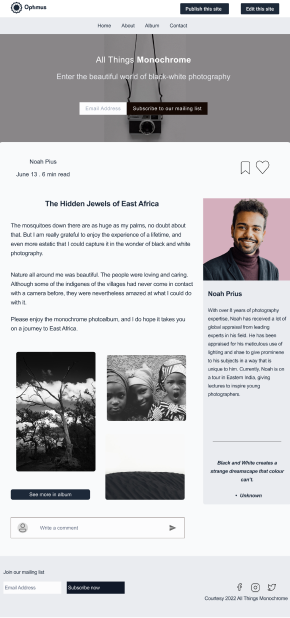 Optimus
Publish this site
Edit this site
Home About Album Contact
All Things Monochrome
Enter the beautiful world of black-white photography
Email Address
Subscribe to our mailing list
Noah Pius
June 13 . 6 min read
The Hidden Jewels of East Africa
The mosquitoes down there are as huge as my palms, no doubt about
that. But I am really grateful to enjoy the experience of a lifetime, and
even more estatic that I could capture it in the wonder of black and white
photography.
Nature all around me was beautiful. The people were loving and caring.
Although some of the indigenes of the villages had never come in contact
with a camera before, they were nevertheless amazed at what I could do
with it.
Please enjoy the monochrome photoalbum, and I do hope it takes you
on a journey to East Africa.
See more in album
Write a comment
Noah Prius
With over 8 years of photography
expertise, Noah has received a lot of
global appraisal from leading
experts in his field. He has been
appraised for his meticulous use of
lighting and shaw to give prominene
to his subjects in a way that is
unique to him. Currently, Noah is on
a tour in Eastern India, giving
lectures to inspire young
photographers.
Black and White creates a
strange dreamscape that colour
can't.
• Unknown
Join our mailing list
Email Address
Subscribe now
Courtesy 2022 All Things Monochrome